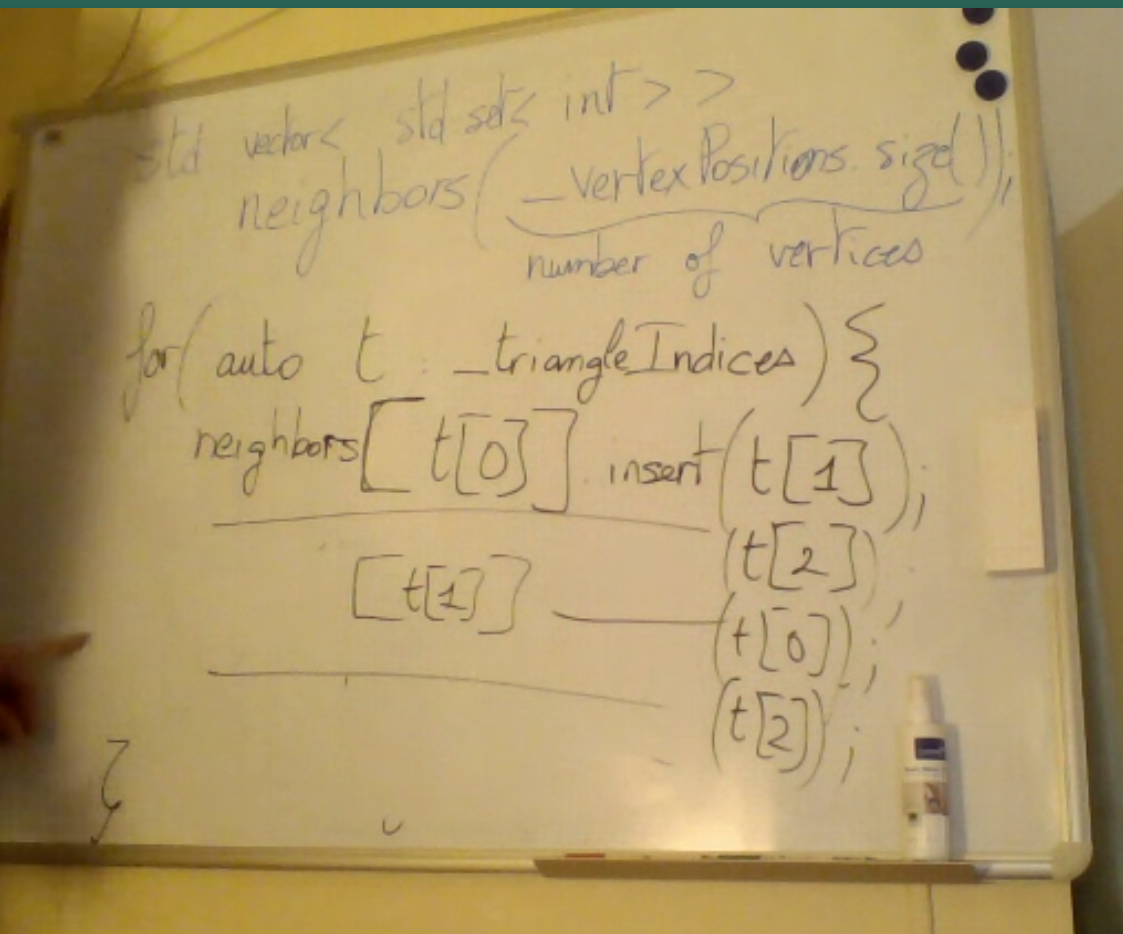 std vector< std set< int > >
neighbors( _vertexPositions.size());
number of vertices
for( auto t : _triangleIndices) {
neighbors[ t[0] ].insert(t[1]);
(t[2]);
[t[1]] (t[0]);
(t[2]);
}